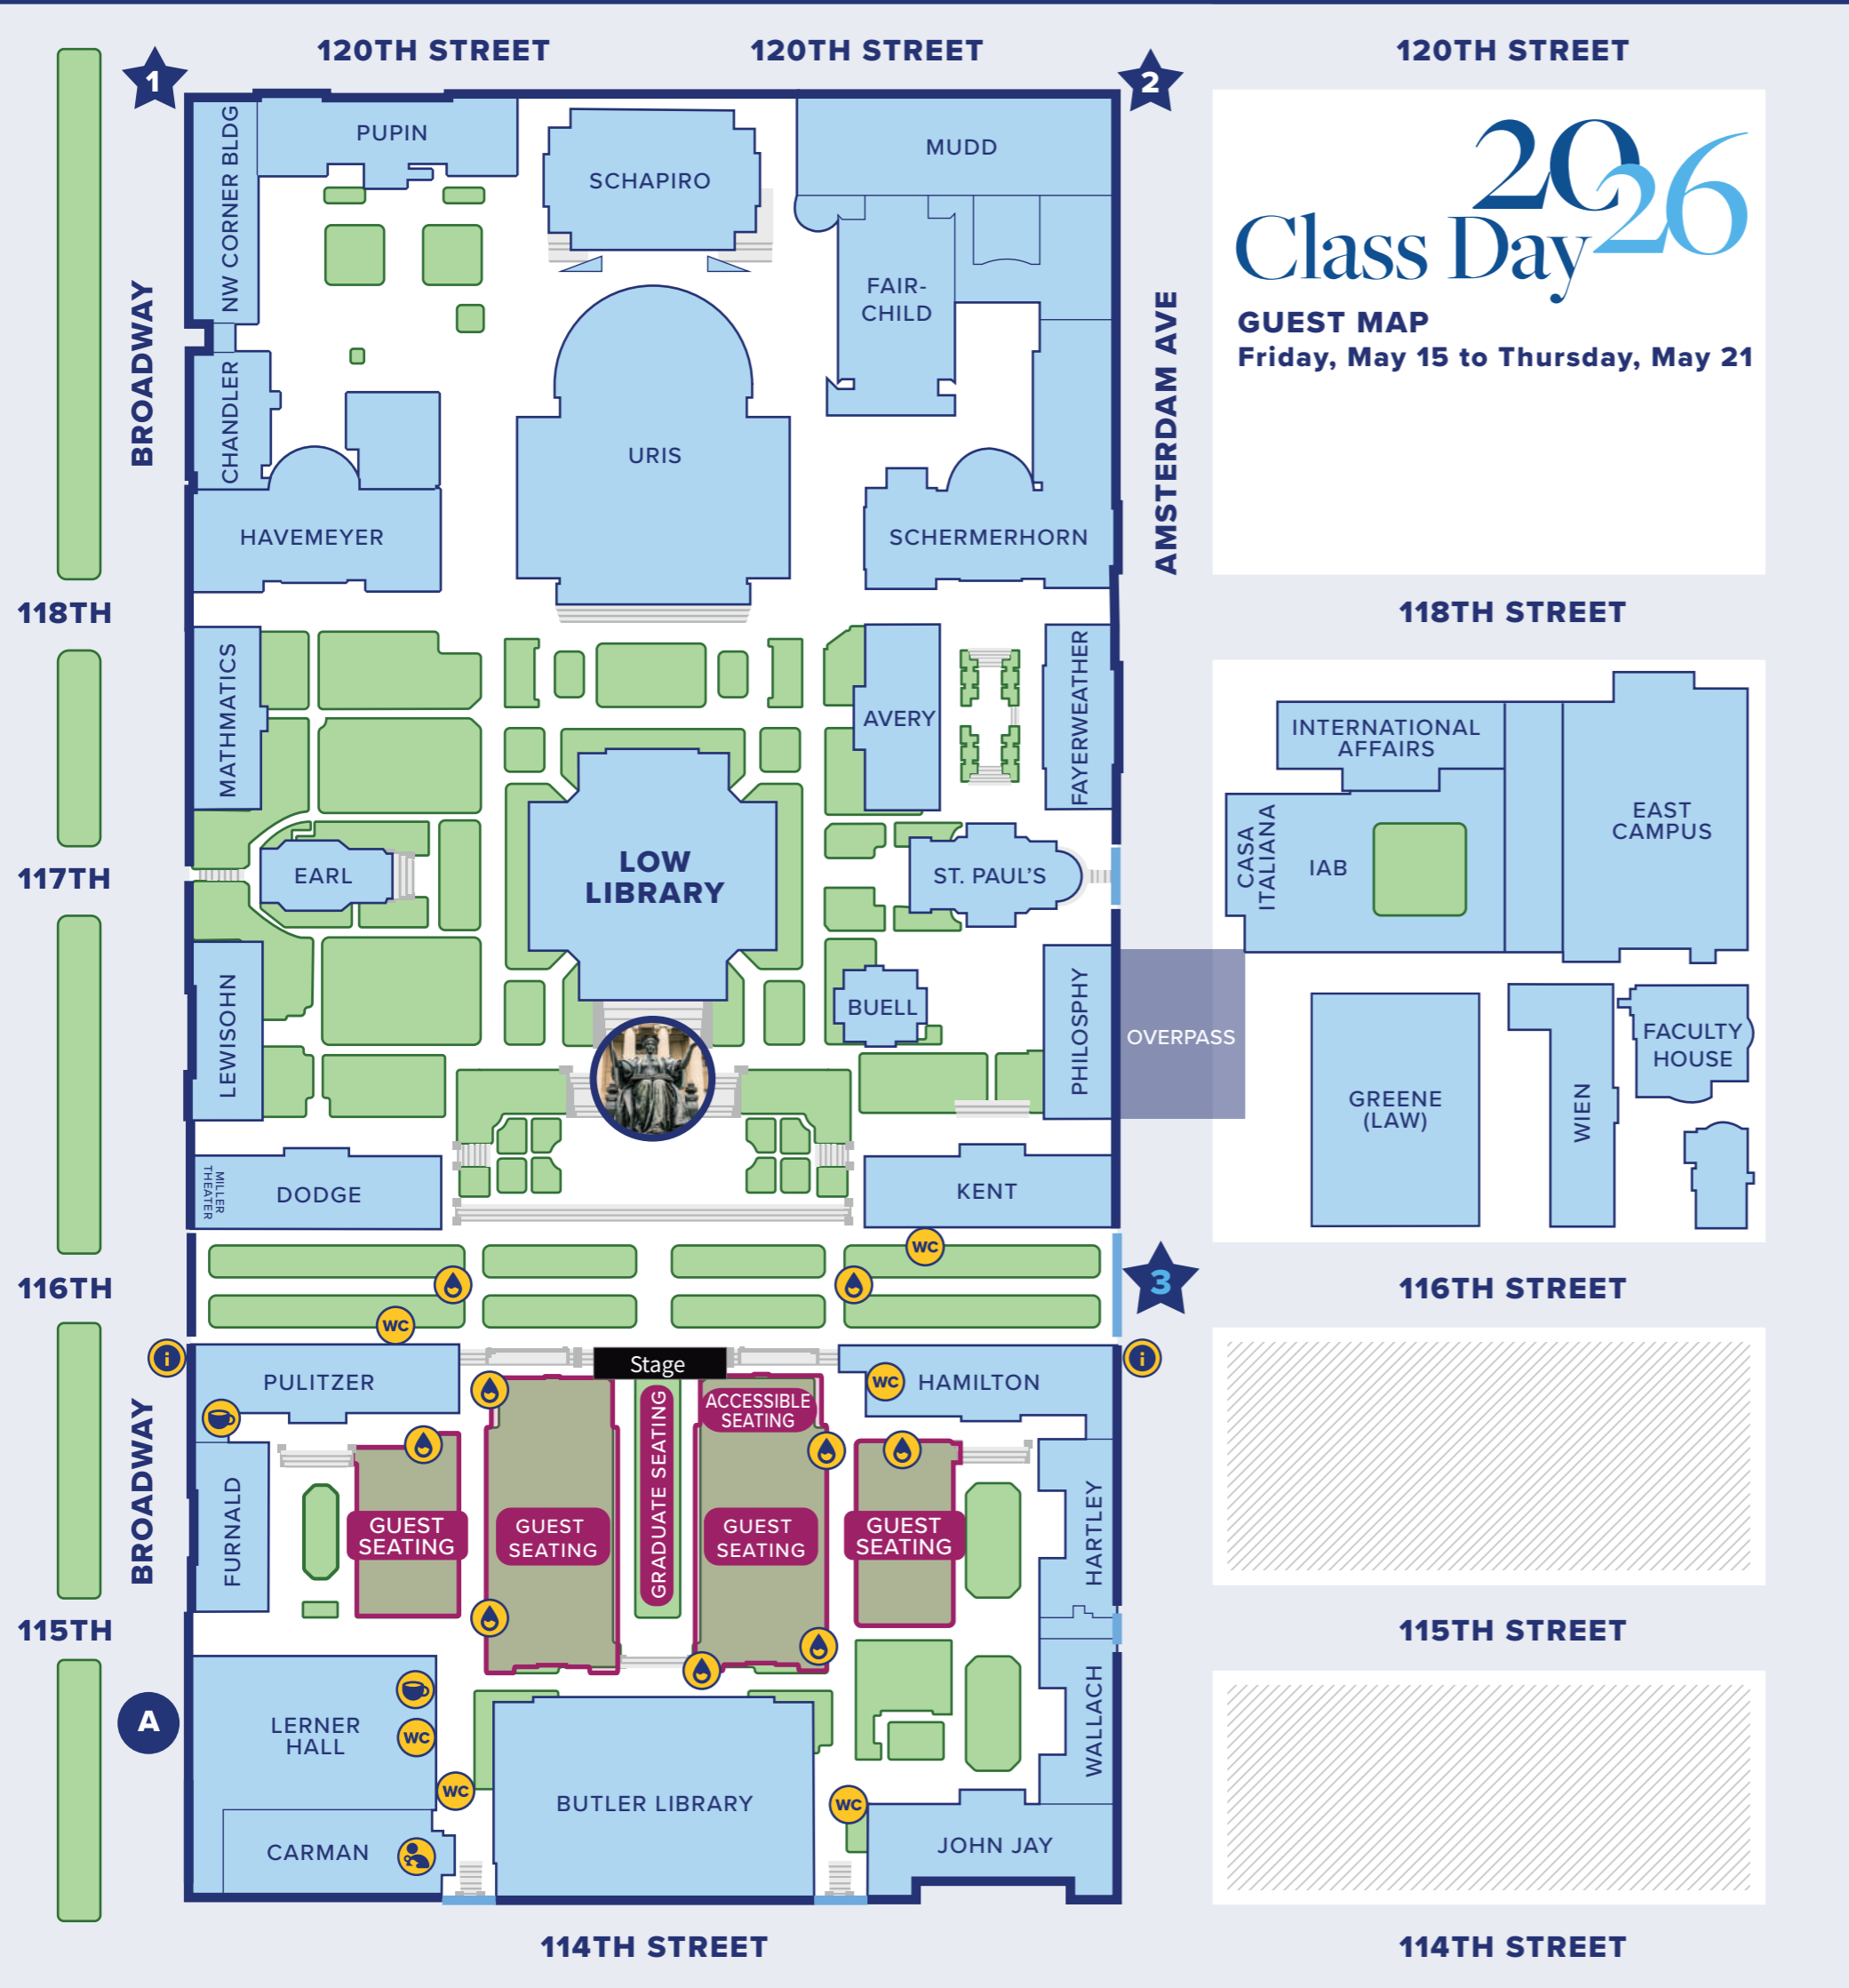 120TH STREET
120TH STREET
120TH STREET
1
2
NW CORNER BLDG
PUPIN
SCHAPIRO
MUDD
2026
Class Day
GUEST MAP
Friday, May 15 to Thursday, May 21
FAIR-
CHILD
BROADWAY
AMSTERDAM AVE
CHANDLER
URIS
HAVEMEYER
SCHERMERHORN
118TH
118TH STREET
MATHMATICS
AVERY
FAYERWEATHER
INTERNATIONAL
AFFAIRS
EAST
CAMPUS
CASA
ITALIANA
IAB
117TH
EARL
LOW
LIBRARY
ST. PAUL'S
LEWISOHN
BUELL
PHILOSPHY
OVERPASS
GREENE
(LAW)
WIEN
FACULTY
HOUSE
MILLER
THEATER
DODGE
KENT
WC
116TH
3
116TH STREET
WC
i
i
Stage
PULITZER
WC
HAMILTON
ACCESSIBLE
SEATING
GRADUATE SEATING
BROADWAY
FURNALD
GUEST
SEATING
GUEST
SEATING
GUEST
SEATING
GUEST
SEATING
HARTLEY
115TH
115TH STREET
A
LERNER
HALL
WC
WC
WALLACH
BUTLER LIBRARY
WC
CARMAN
JOHN JAY
114TH STREET
114TH STREET